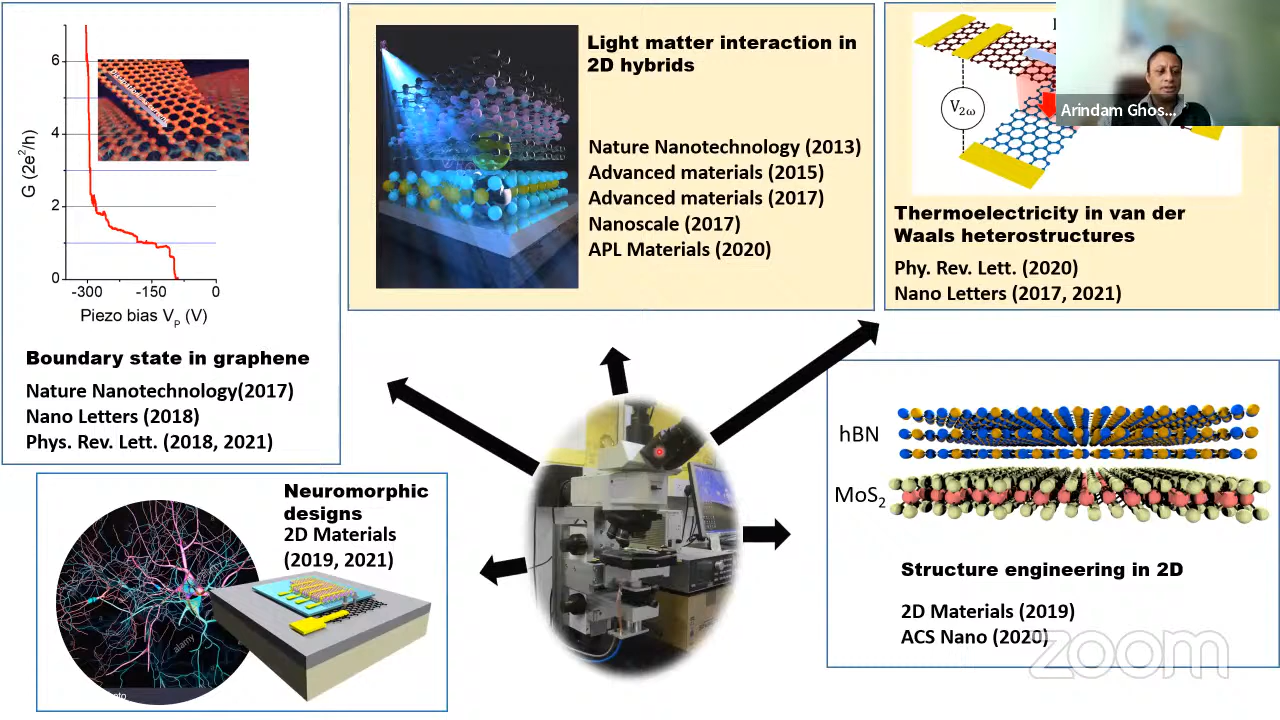 6
4
2
0
G (2e²/h)
-300
-150
0
Piezo bias V_P (V)
Boundary state in graphene
Nature Nanotechnology(2017)
Nano Letters (2018)
Phys. Rev. Lett. (2018, 2021)
Light matter interaction in
2D hybrids
Nature Nanotechnology (2013)
Advanced materials (2015)
Advanced materials (2017)
Nanoscale (2017)
APL Materials (2020)
V₂ω
Arindam Ghos...
Thermoelectricity in van der
Waals heterostructures
Phy. Rev. Lett. (2020)
Nano Letters (2017, 2021)
Neuromorphic
designs
2D Materials
(2019, 2021)
alamy
hBN
MoS₂
Structure engineering in 2D
2D Materials (2019)
ACS Nano (2020)
zoom